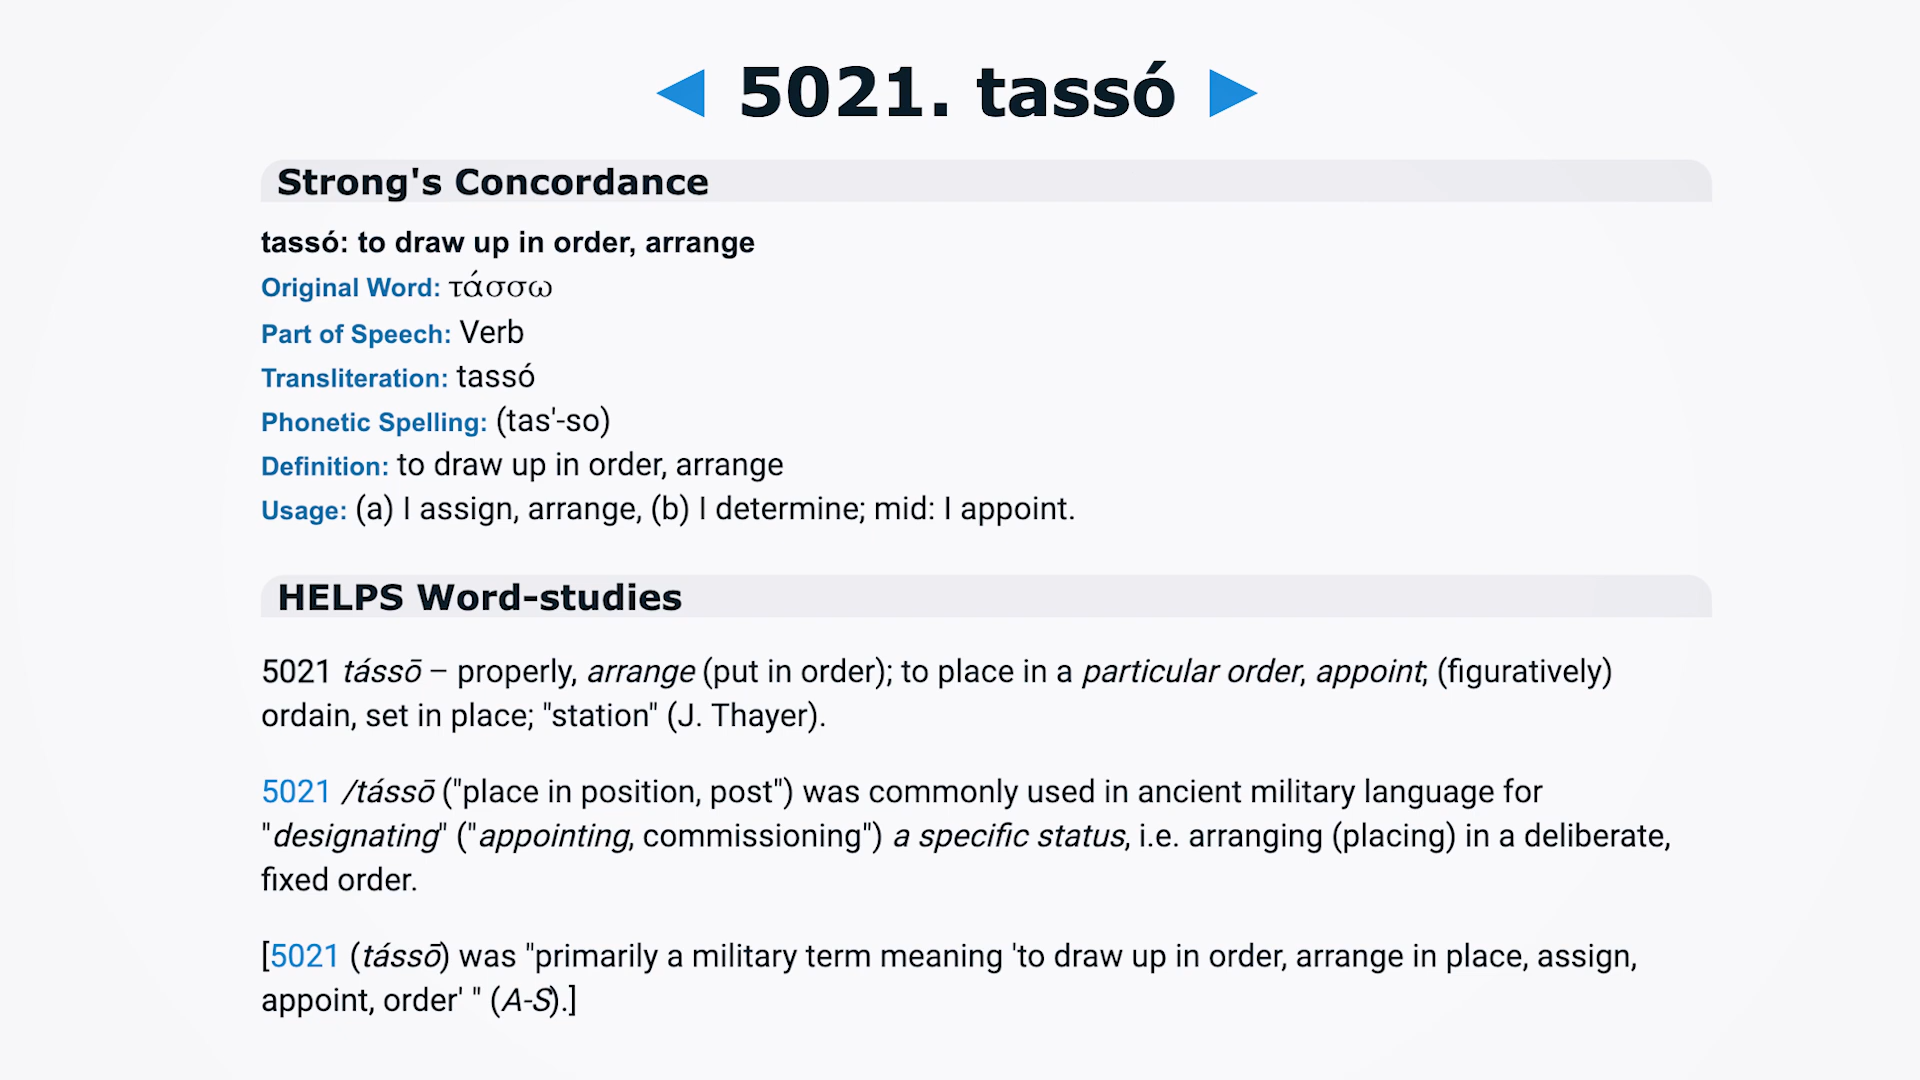 5021. tassó
Strong's Concordance
tassó: to draw up in order, arrange
Original Word: τάσσω
Part of Speech: Verb
Transliteration: tassó
Phonetic Spelling: (tas'-so)
Definition: to draw up in order, arrange
Usage: (a) I assign, arrange, (b) I determine; mid: I appoint.
HELPS Word-studies
5021 tássō – properly, arrange (put in order); to place in a particular order, appoint; (figuratively)
ordain, set in place; "station" (J. Thayer).
5021 /tássō ("place in position, post") was commonly used in ancient military language for
"designating" ("appointing, commissioning") a specific status, i.e. arranging (placing) in a deliberate,
fixed order.
[5021 (tássō) was "primarily a military term meaning 'to draw up in order, arrange in place, assign,
appoint, order' " (A-S).]